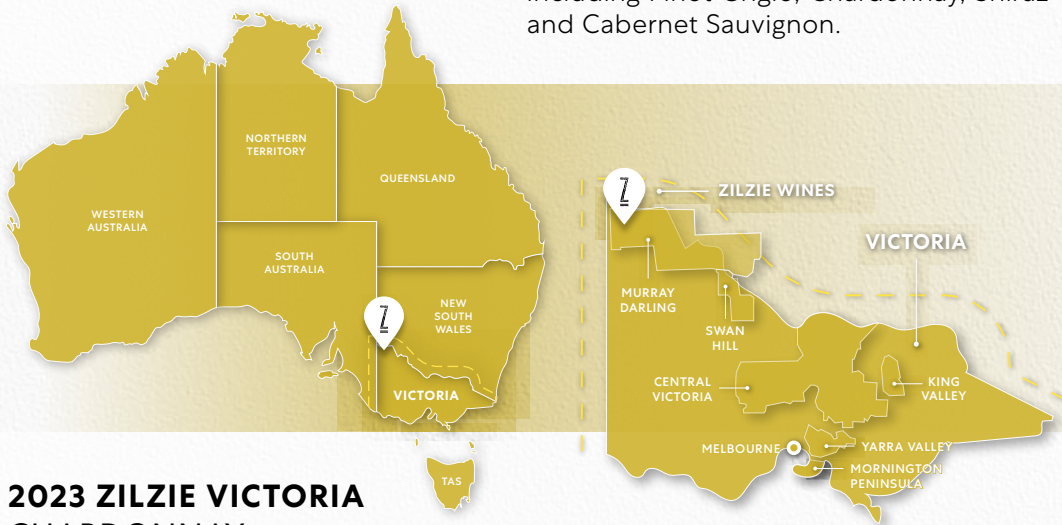 and Cabernet Sauvignon.
NORTHERN
TERRITORY
QUEENSLAND
WESTERN
AUSTRALIA
SOUTH
AUSTRALIA
NEW
SOUTH
WALES
VICTORIA
TAS
Z
Z
ZILZIE WINES
VICTORIA
MURRAY
DARLING
SWAN
HILL
CENTRAL
VICTORIA
KING
VALLEY
MELBOURNE
YARRA VALLEY
MORNINGTON
PENINSULA
2023 ZILZIE VICTORIA
CHARDONNAY